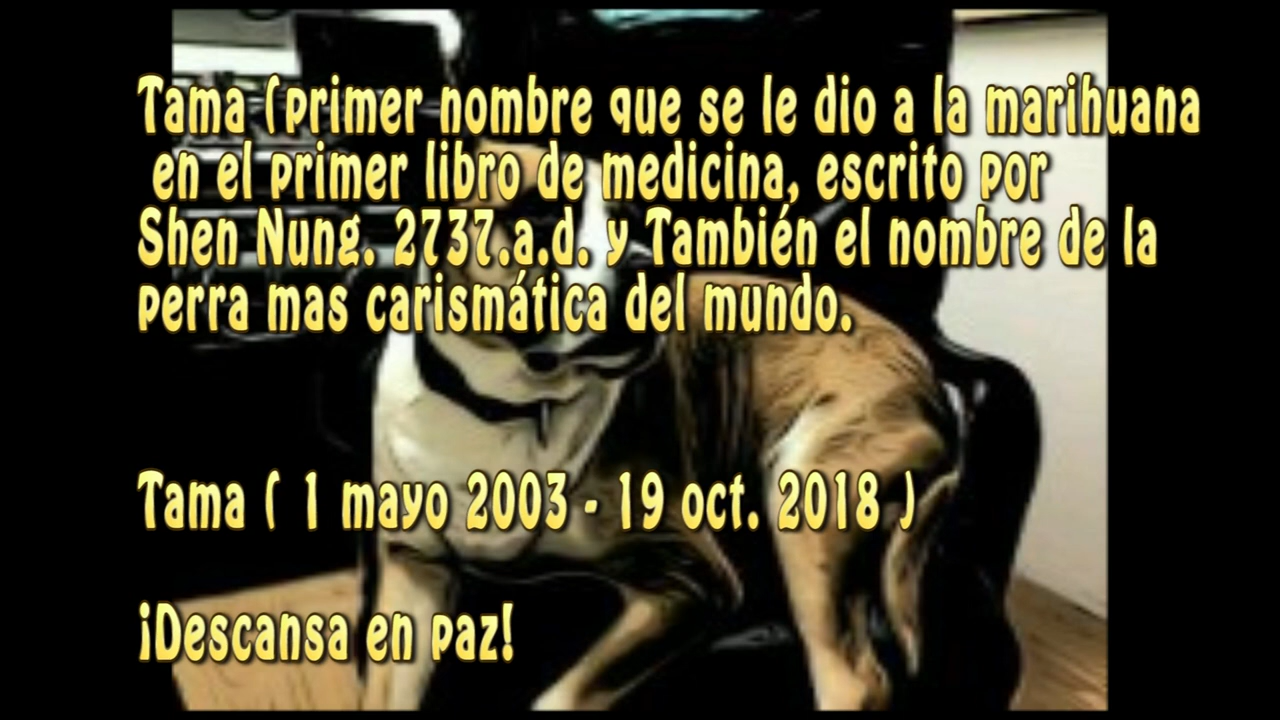 Tama (primer nombre que se le dio a la marihuana
en el primer libro de medicina, escrito por
Shen Nung. 2737.a.d. y También el nombre de la
perra mas carismática del mundo.
Tama ( 1 mayo 2003 - 19 oct. 2018 )
¡Descansa en paz!